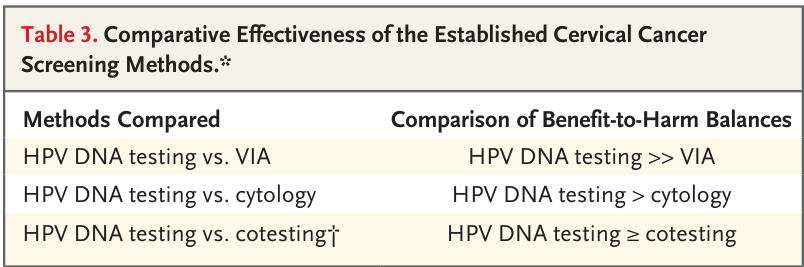 Table 3. Comparative Effectiveness of the Established Cervical Cancer
Screening Methods.*
Methods Compared Comparison of Benefit-to-Harm Balances
HPV DNA testing vs. VIA HPV DNA testing >> VIA
HPV DNA testing vs. cytology HPV DNA testing > cytology
HPV DNA testing vs. cotesting† HPV DNA testing ≥ cotesting